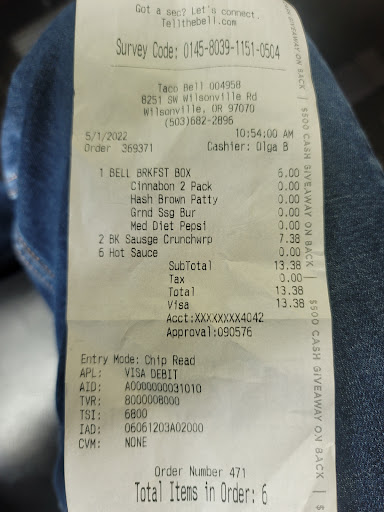 Got a sec? Let's connect.
Tellthebell.com
Survey Code: 0145-8039-1151-0504
Taco Bell 004958
8251 SW Wilsonville Rd
Wilsonville, OR 97070
(503)682-2896
5/1/2022 10:54:00 AM
Order 369371 Cashier: Olga B
1 BELL BRKFST BOX 6.00
Cinnabon 2 Pack 0.00
Hash Brown Patty 0.00
Grnd Ssg Bur 0.00
Med Diet Pepsi 0.00
2 BK Sausge Crunchwrp 7.38
6 Hot Sauce 0.00
SubTotal 13.38
Tax 0.00
Total 13.38
Visa 13.38
Acct:XXXXXXXX4042
Approval:090576
Entry Mode: Chip Read
APL: VISA DEBIT
AID: A0000000031010
TVR: 8000008000
TSI: 6800
IAD: 06061203A02000
CVM: NONE
Order Number 471
Total Items in Order: 6
GIVEAWAY ON BACK | $500 CASH GIVEAWAY ON BACK | $500 CASH GIVEAWAY ON BACK |